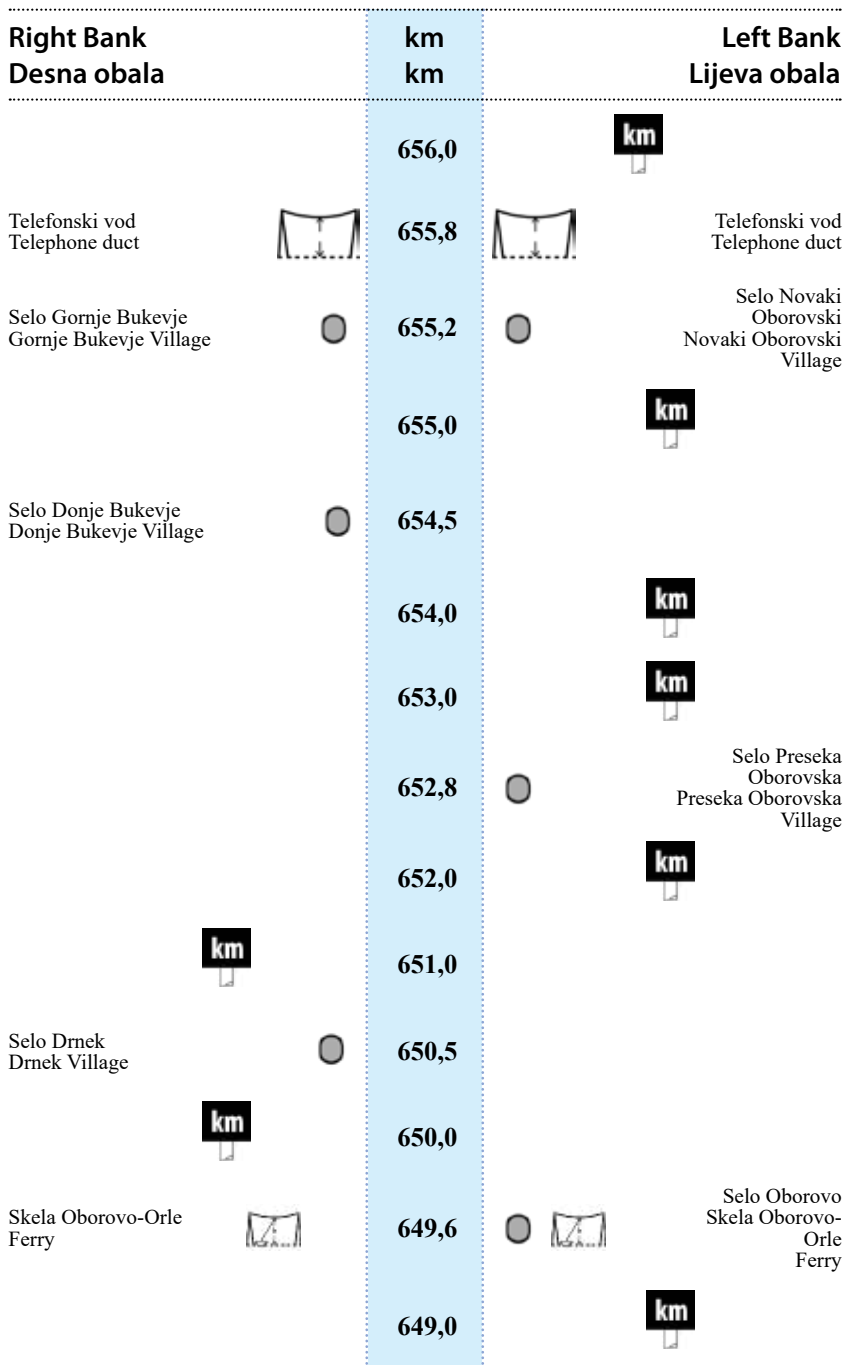 Right Bank km Left Bank
Desna obala km Lijeva obala
656,0 km
Telefonski vod 655,8 Telefonski vod
Telephone duct Telephone duct
Selo Gornje Bukevje 655,2 Selo Novaki
Gornje Bukevje Village Oborovski
Novaki Oborovski
Village
655,0 km
Selo Donje Bukevje 654,5
Donje Bukevje Village
654,0 km
653,0 km
652,8 Selo Preseka
Oborovska
Preseka Oborovska
Village
652,0 km
km 651,0
Selo Drnek 650,5
Drnek Village
km 650,0
Skela Oborovo-Orle 649,6 Selo Oborovo
Ferry Skela Oborovo-
Orle
Ferry
649,0 km